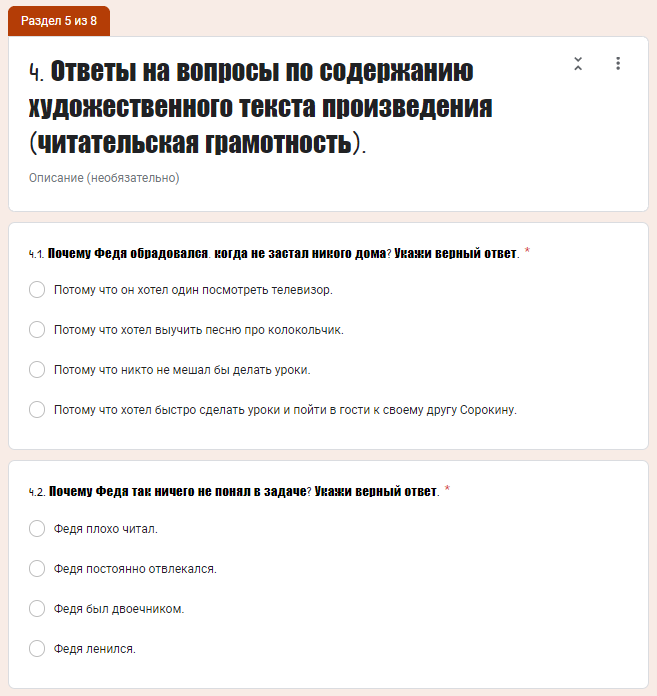 Раздел 5 из 8
4. Ответы на вопросы по содержанию
художественного текста произведения
(читательская грамотность).
Описание (необязательно)
4.1. Почему Федя обрадовался, когда не застал никого дома? Укажи верный ответ. *
Потому что он хотел один посмотреть телевизор.
Потому что хотел выучить песню про колокольчик.
Потому что никто не мешал бы делать уроки.
Потому что хотел быстро сделать уроки и пойти в гости к своему другу Сорокину.
4.2. Почему Федя так ничего не понял в задаче? Укажи верный ответ. *
Федя плохо читал.
Федя постоянно отвлекался.
Федя был двоечником.
Федя ленился.